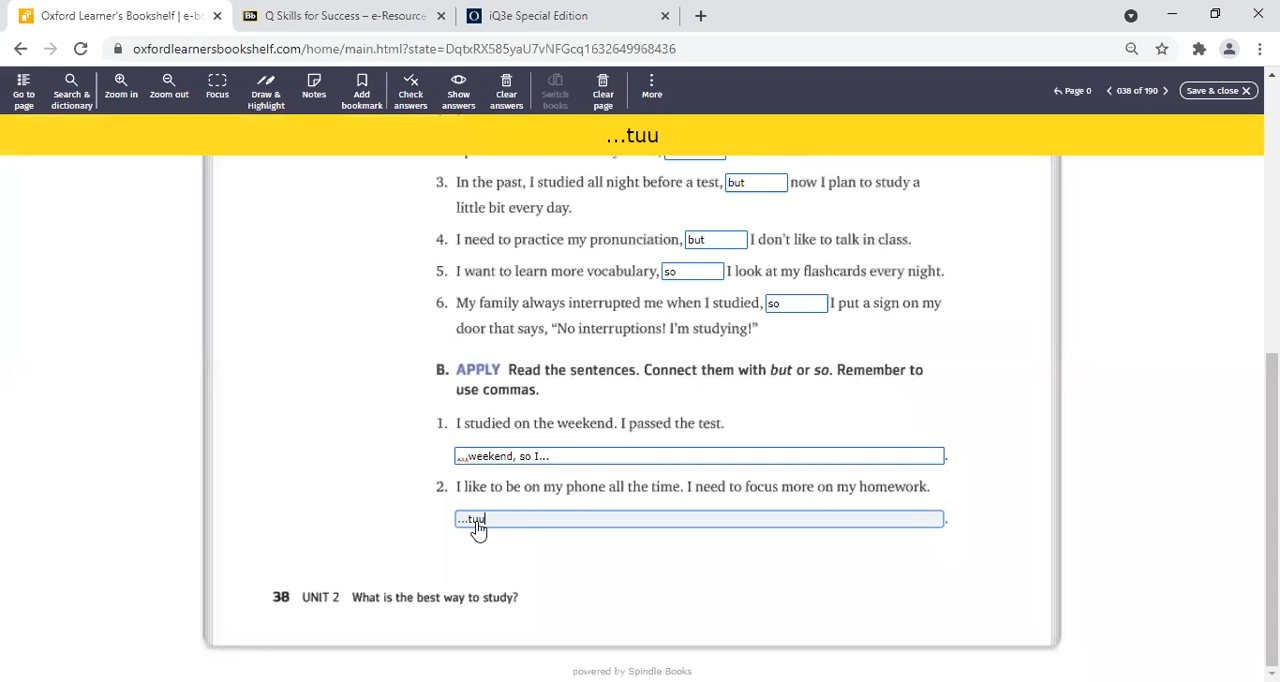 Oxford Learner's Bookshelf | e-bo
Q Skills for Success – e-Resource
iQ3e Special Edition
oxfordlearnersbookshelf.com/home/main.html?state=DqtxRX585yaU7vNFGcq1632649968436
Go to page
Search & dictionary
Zoom in
Zoom out
Focus
Draw & Highlight
Notes
Add bookmark
Check answers
Show answers
Clear answers
Switch books
Clear page
More
Page 0
038 of 190
Save & close
...tuu
3. In the past, I studied all night before a test, but now I plan to study a
little bit every day.
4. I need to practice my pronunciation, but I don't like to talk in class.
5. I want to learn more vocabulary, so I look at my flashcards every night.
6. My family always interrupted me when I studied, so I put a sign on my
door that says, "No interruptions! I'm studying!"
B. APPLY Read the sentences. Connect them with but or so. Remember to
use commas.
1. I studied on the weekend. I passed the test.
...weekend, so I... .
2. I like to be on my phone all the time. I need to focus more on my homework.
...tuu .
38 UNIT 2 What is the best way to study?
powered by Spindle Books